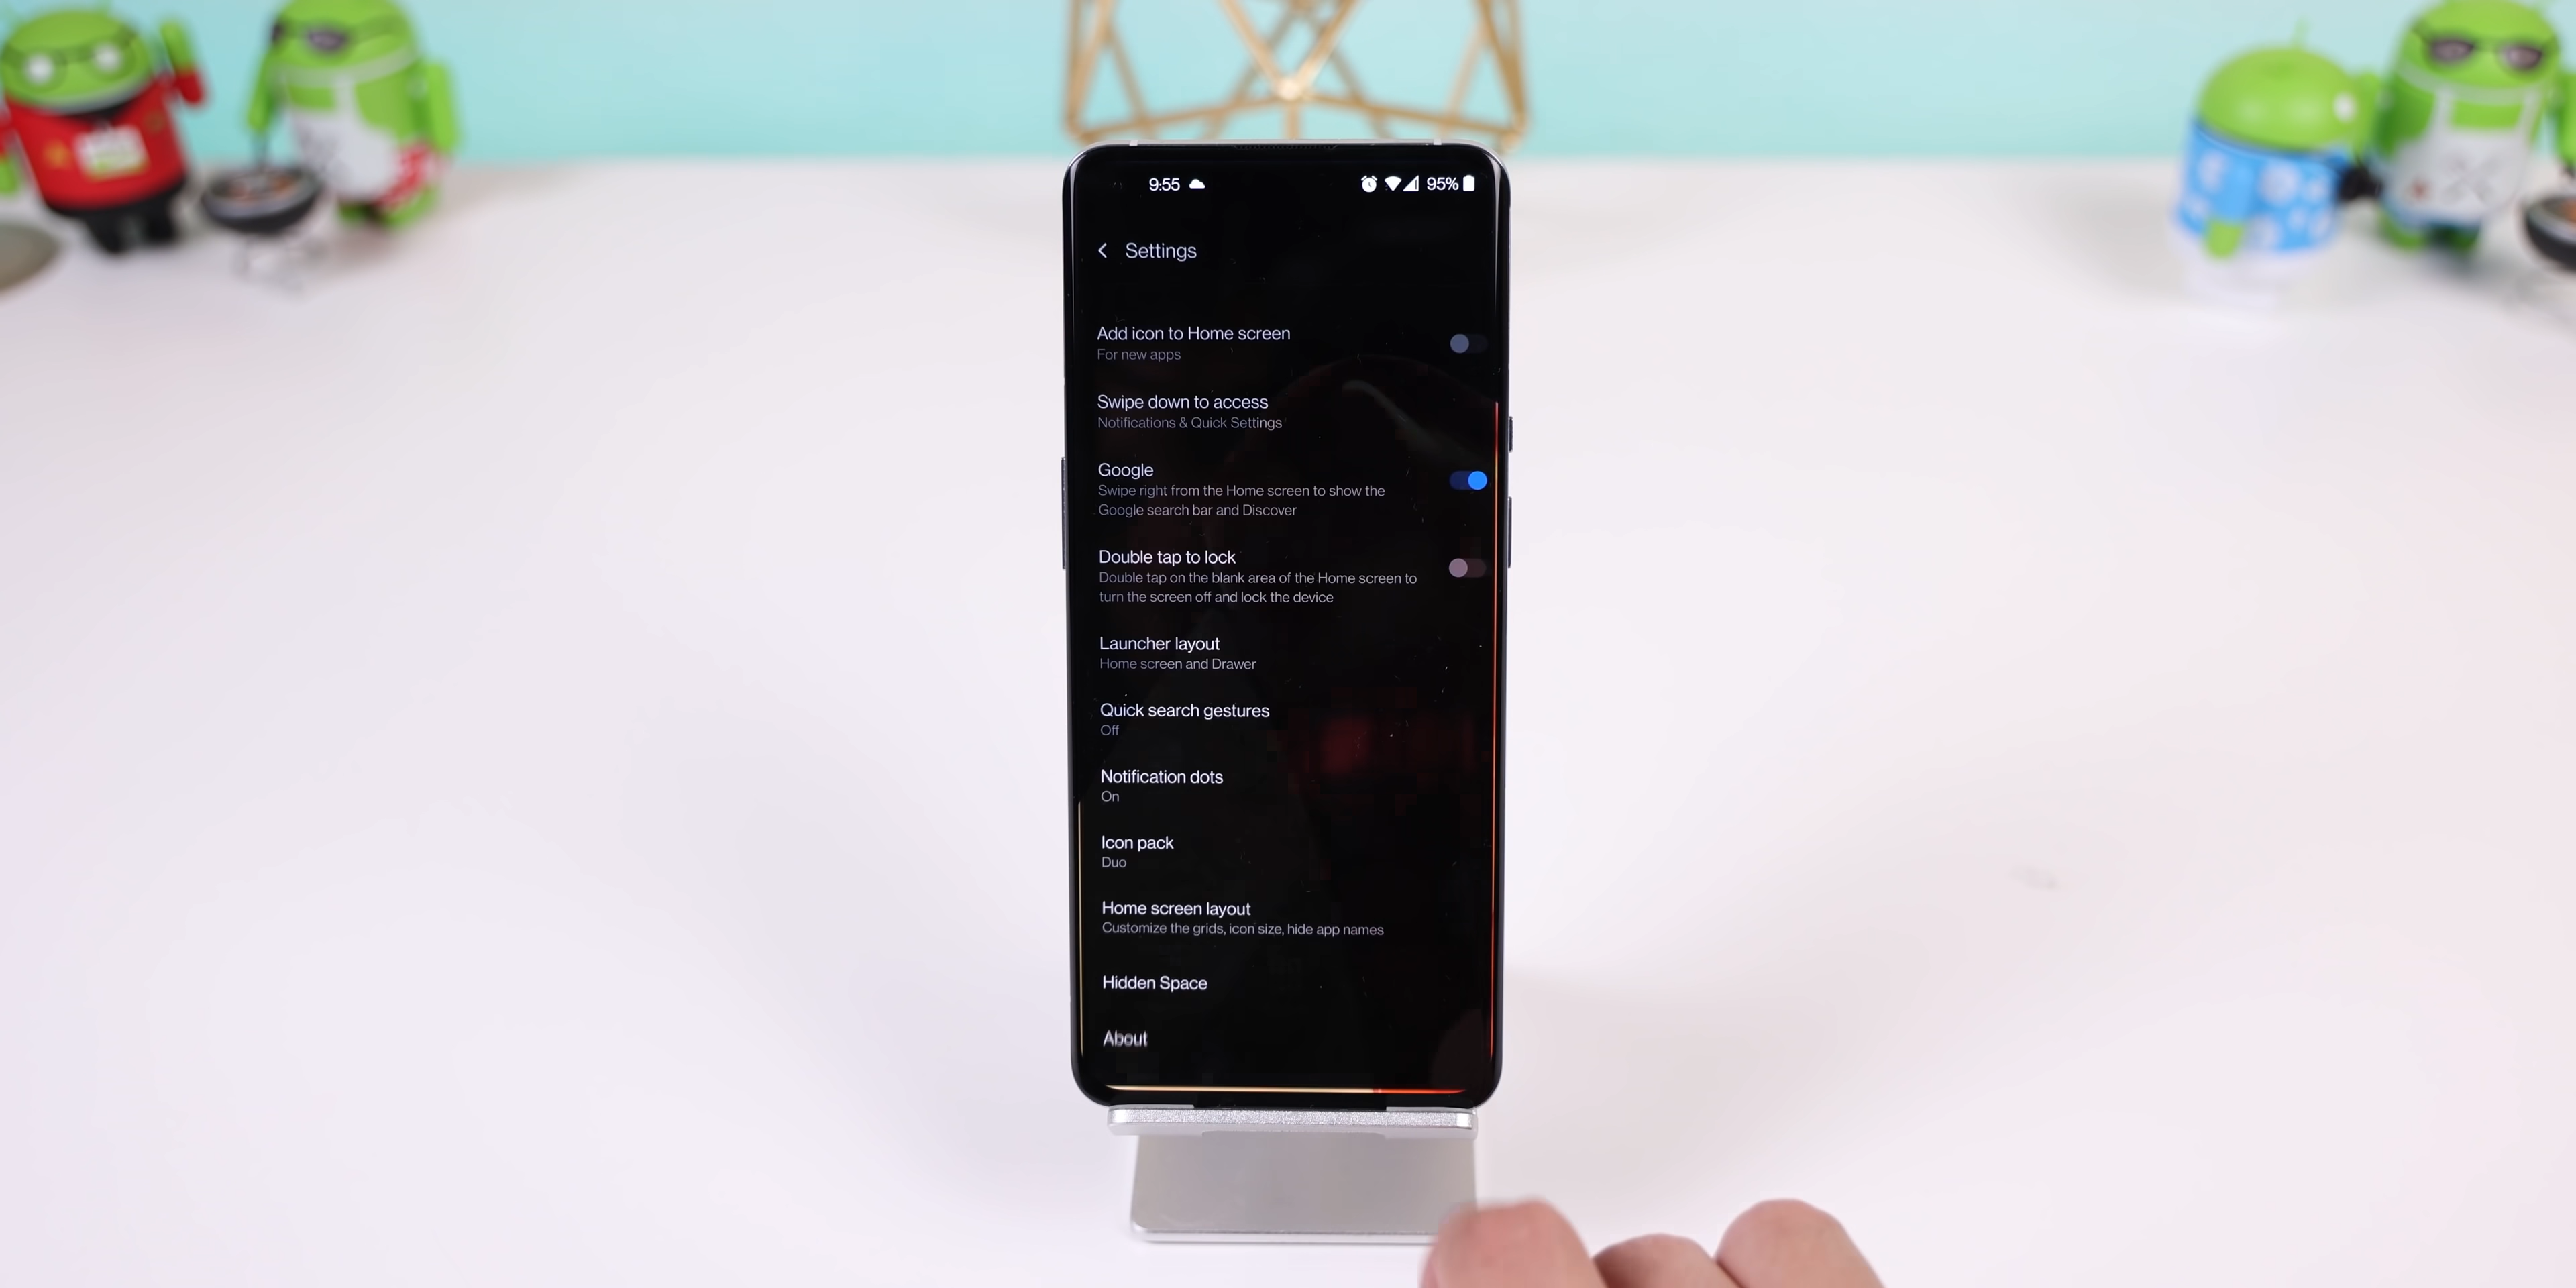 9:55 95%
Settings
Add icon to Home screen
For new apps
Swipe down to access
Notifications & Quick Settings
Google
Swipe right from the Home screen to show the
Google search bar and Discover
Double tap to lock
Double tap on the blank area of the Home screen to
turn the screen off and lock the device
Launcher layout
Home screen and Drawer
Quick search gestures
Off
Notification dots
On
Icon pack
Duo
Home screen layout
Customize the grids, icon size, hide app names
Hidden Space
About